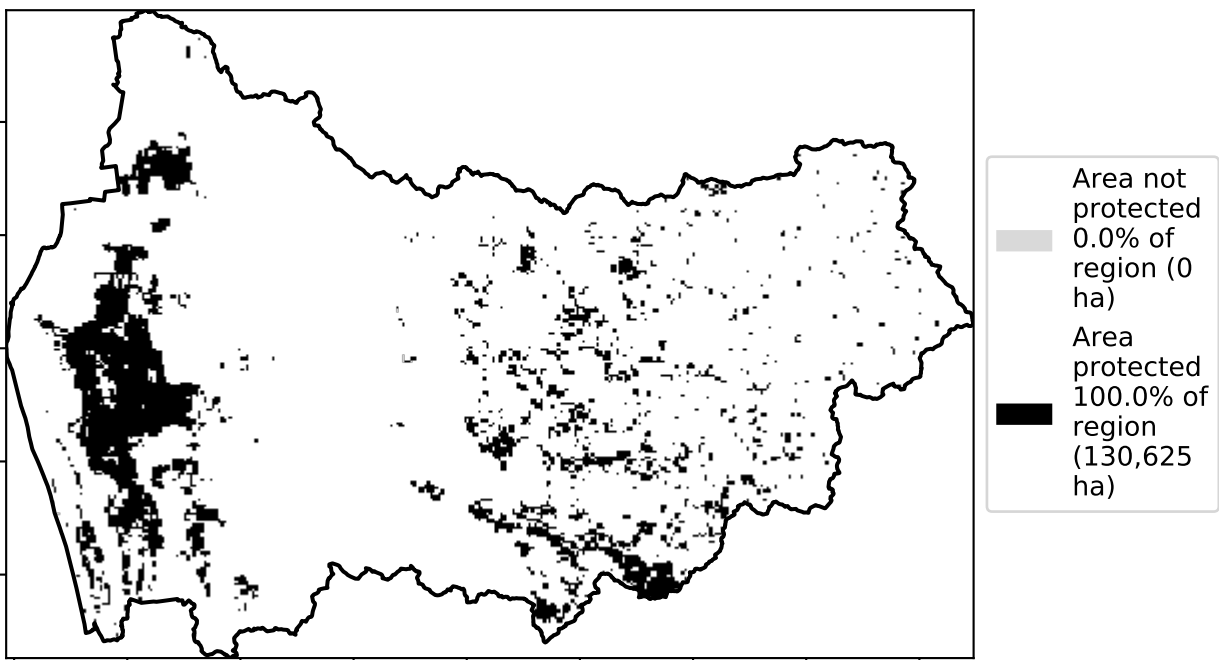 Area not
protected
0.0% of
region (0
ha)
Area
protected
100.0% of
region
(130,625
ha)